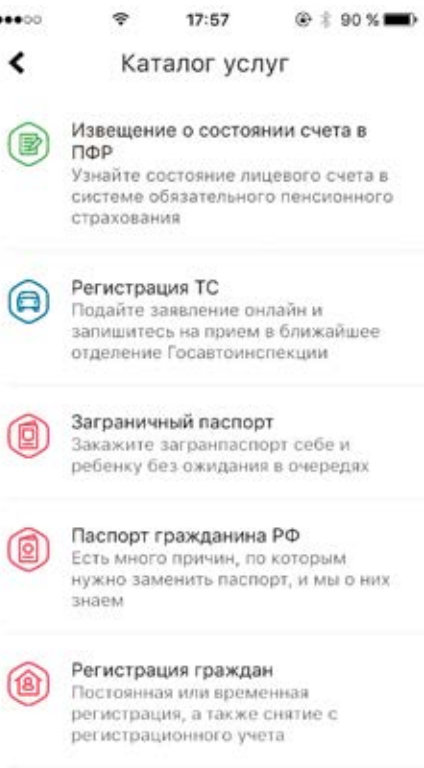 17:57
90 %
Каталог услуг
Извещение о состоянии счета в
ПФР
Узнайте состояние лицевого счета в
системе обязательного пенсионного
страхования
Регистрация ТС
Подайте заявление онлайн и
запишитесь на прием в ближайшее
отделение Госавтоинспекции
Заграничный паспорт
Закажите загранпаспорт себе и
ребенку без ожидания в очередях
Паспорт гражданина РФ
Есть много причин, по которым
нужно заменить паспорт, и мы о них
знаем
Регистрация граждан
Постоянная или временная
регистрация, а также снятие с
регистрационного учета